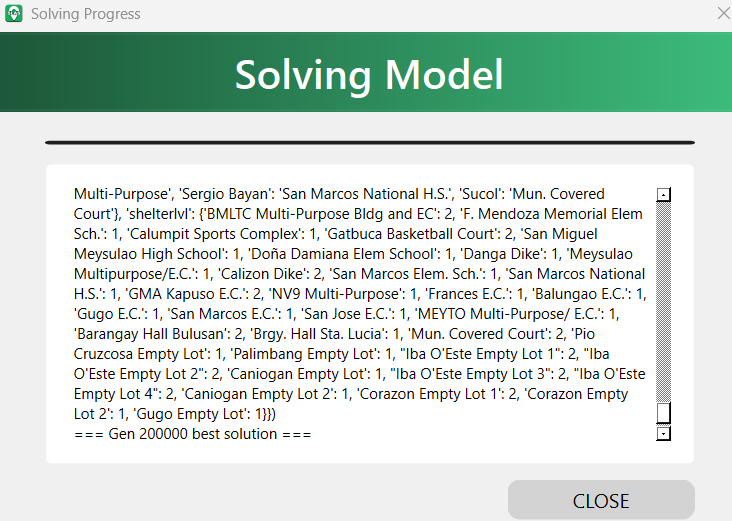 Solving Progress
Solving Model
Multi-Purpose', 'Sergio Bayan': 'San Marcos National H.S.', 'Sucol': 'Mun. Covered
Court'}, 'shelterlvl': {'BMLTC Multi-Purpose Bldg and EC': 2, 'F. Mendoza Memorial Elem
Sch.': 1, 'Calumpit Sports Complex': 1, 'Gatbuca Basketball Court': 2, 'San Miguel
Meysulao High School': 1, 'Doña Damiana Elem School': 1, 'Danga Dike': 1, 'Meysulao
Multipurpose/E.C.': 1, 'Calizon Dike': 2, 'San Marcos Elem. Sch.': 1, 'San Marcos National
H.S.': 1, 'GMA Kapuso E.C.': 2, 'NV9 Multi-Purpose': 1, 'Frances E.C.': 1, 'Balungao E.C.': 1,
'Gugo E.C.': 1, 'San Marcos E.C.': 1, 'San Jose E.C.': 1, 'MEYTO Multi-Purpose/ E.C.': 1,
'Barangay Hall Bulusan': 2, 'Brgy. Hall Sta. Lucia': 1, 'Mun. Covered Court': 2, 'Pio
Cruzcosa Empty Lot': 1, 'Palimbang Empty Lot': 1, "Iba O'Este Empty Lot 1": 2, "Iba
O'Este Empty Lot 2": 2, 'Caniogan Empty Lot': 1, "Iba O'Este Empty Lot 3": 2, "Iba O'Este
Empty Lot 4": 2, 'Caniogan Empty Lot 2': 1, 'Corazon Empty Lot 1': 2, 'Corazon Empty
Lot 2': 1, 'Gugo Empty Lot': 1}})
=== Gen 200000 best solution ===
CLOSE